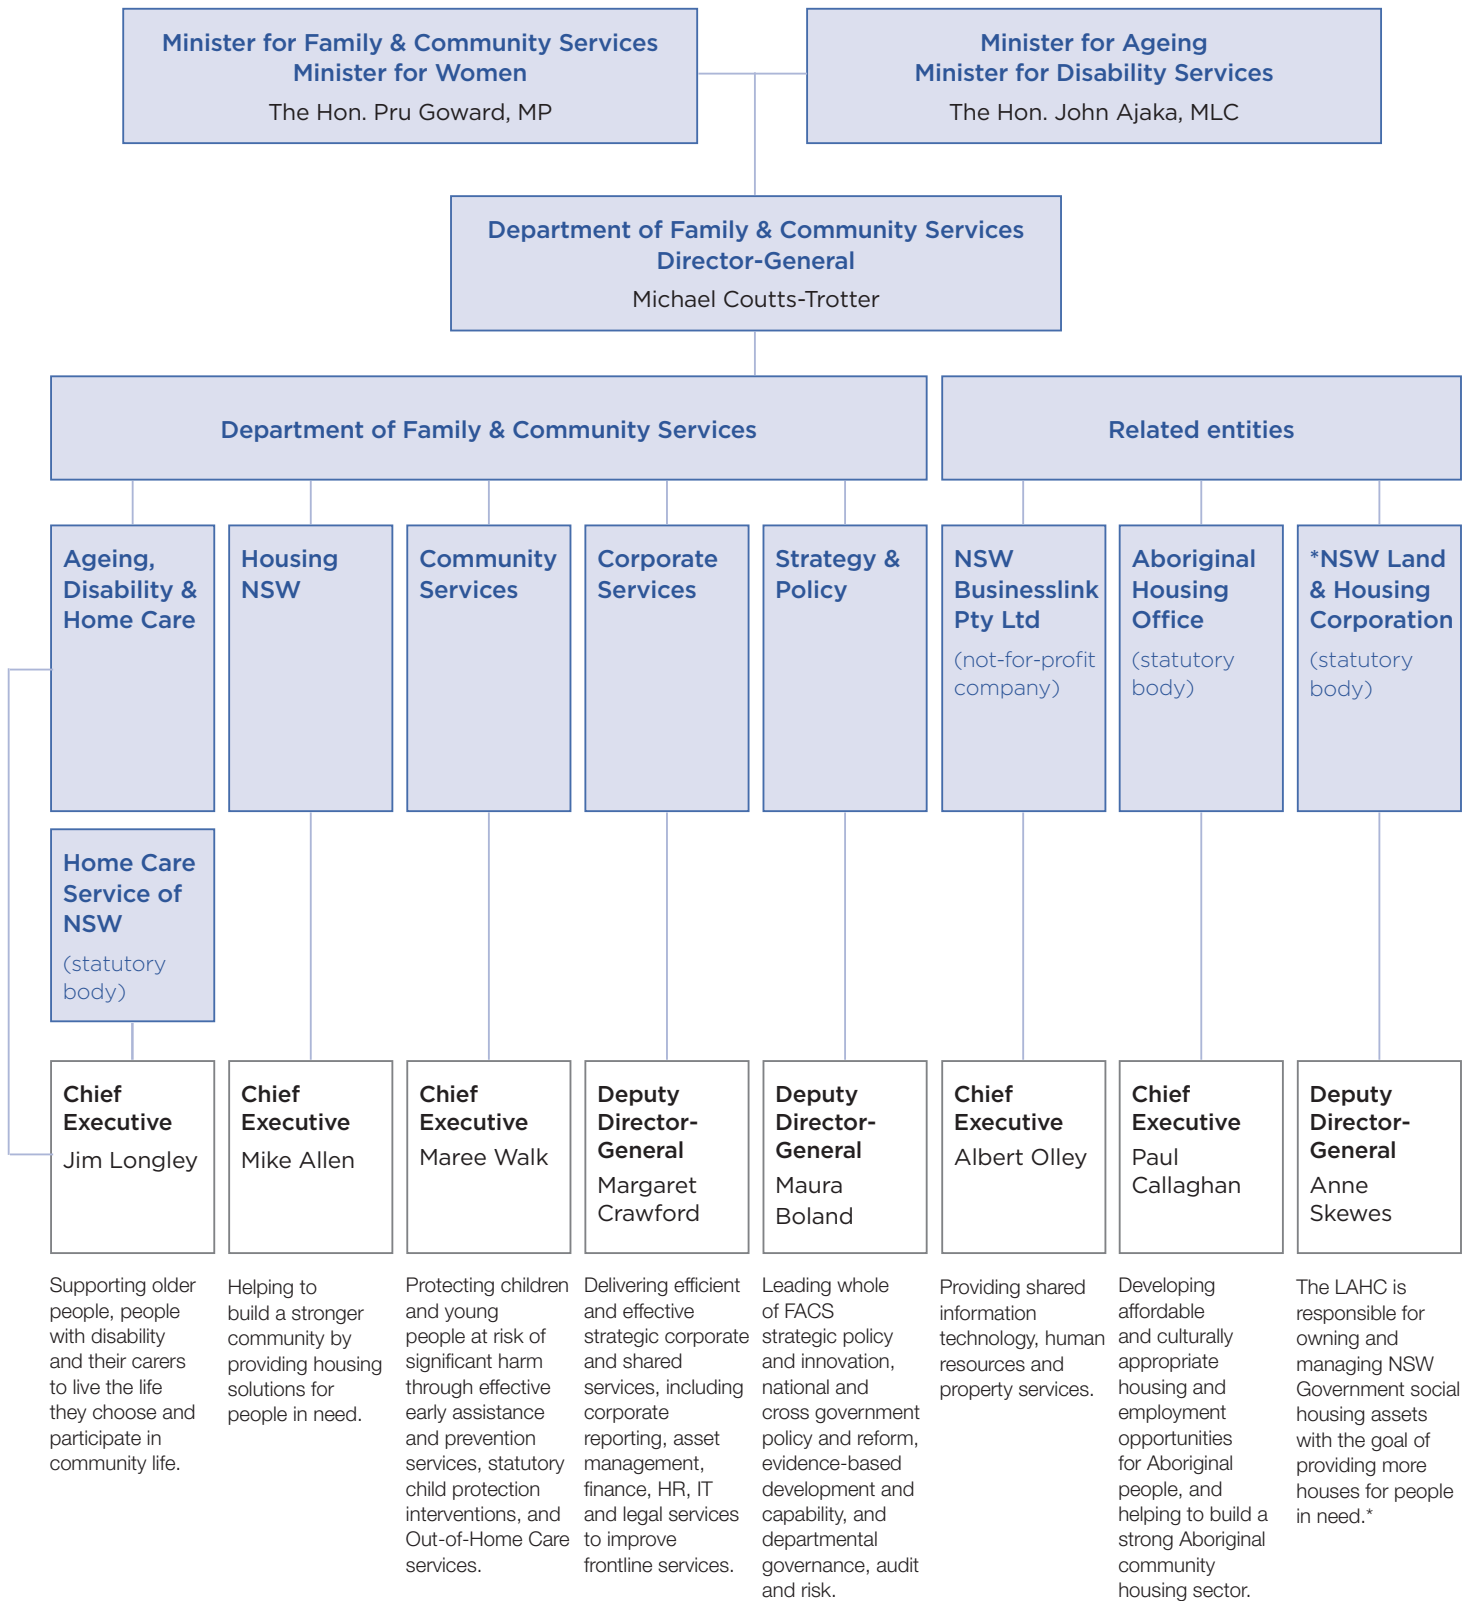 Minister for Family & Community Services
Minister for Women
The Hon. Pru Goward, MP
Minister for Ageing
Minister for Disability Services
The Hon. John Ajaka, MLC
Department of Family & Community Services
Director-General
Michael Coutts-Trotter
Department of Family & Community Services
Related entities
Ageing,
Disability &
Home Care
Housing
NSW
Community
Services
Corporate
Services
Strategy &
Policy
NSW
Businesslink
Pty Ltd
(not-for-profit
company)
Aboriginal
Housing
Office
(statutory
body)
*NSW Land
& Housing
Corporation
(statutory
body)
Home Care
Service of
NSW
(statutory
body)
Chief
Executive
Jim Longley
Chief
Executive
Mike Allen
Chief
Executive
Maree Walk
Deputy
Director-
General
Margaret
Crawford
Deputy
Director-
General
Maura
Boland
Chief
Executive
Albert Olley
Chief
Executive
Paul
Callaghan
Deputy
Director-
General
Anne
Skewes
Supporting older
people, people
with disability
and their carers
to live the life
they choose and
participate in
community life.
Helping to
build a stronger
community by
providing housing
solutions for
people in need.
Protecting children
and young
people at risk of
significant harm
through effective
early assistance
and prevention
services, statutory
child protection
interventions, and
Out-of-Home Care
services.
Delivering efficient
and effective
strategic corporate
and shared
services, including
corporate
reporting, asset
management,
finance, HR, IT
and legal services
to improve
frontline services.
Leading whole
of FACS
strategic policy
and innovation,
national and
cross government
policy and reform,
evidence-based
development and
capability, and
departmental
governance, audit
and risk.
Providing shared
information
technology, human
resources and
property services.
Developing
affordable
and culturally
appropriate
housing and
employment
opportunities
for Aboriginal
people, and
helping to build a
strong Aboriginal
community
housing sector.
The LAHC is
responsible for
owning and
managing NSW
Government social
housing assets
with the goal of
providing more
houses for people
in need.*